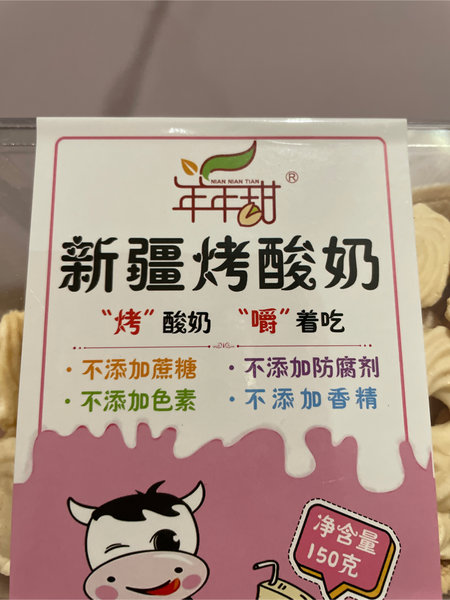 NIAN NIAN TIAN
年年甜®
新疆烤酸奶
“烤”酸奶 “嚼”着吃
·不添加蔗糖 ·不添加防腐剂
·不添加色素 ·不添加香精
净含量
150克